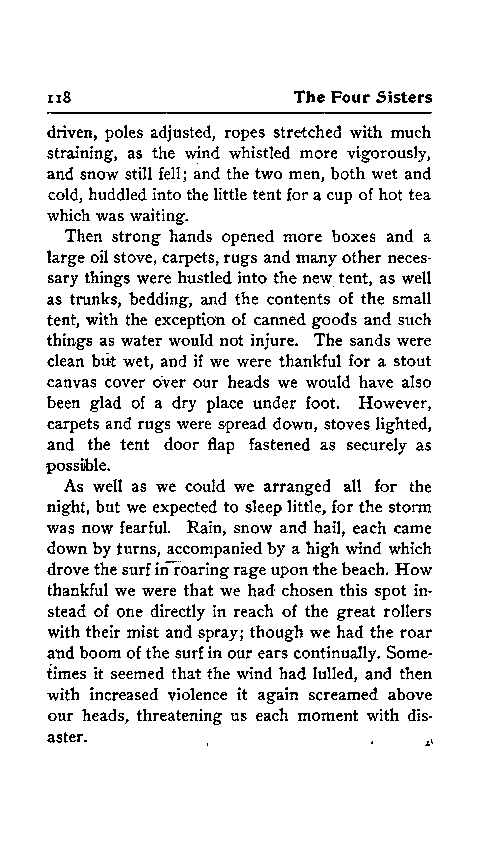 118 The Four Sisters
driven, poles adjusted, ropes stretched with much
straining, as the wind whistled more vigorously,
and snow still fell; and the two men, both wet and
cold, huddled into the little tent for a cup of hot tea
which was waiting.
Then strong hands opened more boxes and a
large oil stove, carpets, rugs and many other neces-
sary things were hustled into the new tent, as well
as trunks, bedding, and the contents of the small
tent, with the exception of canned goods and such
things as water would not injure. The sands were
clean but wet, and if we were thankful for a stout
canvas cover over our heads we would have also
been glad of a dry place under foot. However,
carpets and rugs were spread down, stoves lighted,
and the tent door flap fastened as securely as
possible.
As well as we could we arranged all for the
night, but we expected to sleep little, for the storm
was now fearful. Rain, snow and hail, each came
down by turns, accompanied by a high wind which
drove the surf in roaring rage upon the beach. How
thankful we were that we had chosen this spot in-
stead of one directly in reach of the great rollers
with their mist and spray; though we had the roar
and boom of the surf in our ears continually. Some-
times it seemed that the wind had lulled, and then
with increased violence it again screamed above
our heads, threatening us each moment with dis-
aster.